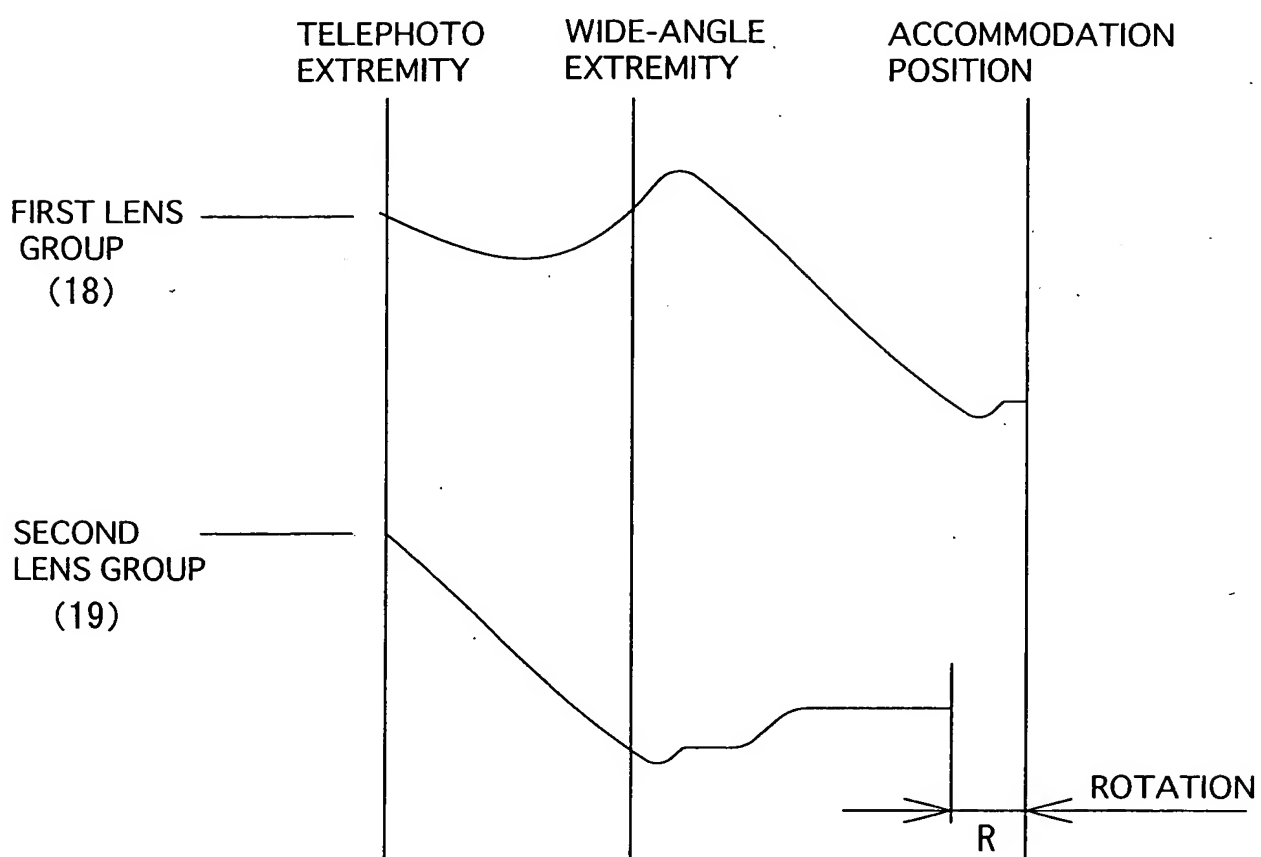 TELEPHOTO
EXTREMITY
WIDE-ANGLE
EXTREMITY
ACCOMMODATION
POSITION
FIRST LENS
GROUP
(18)
SECOND
LENS GROUP
(19)
ROTATION
R